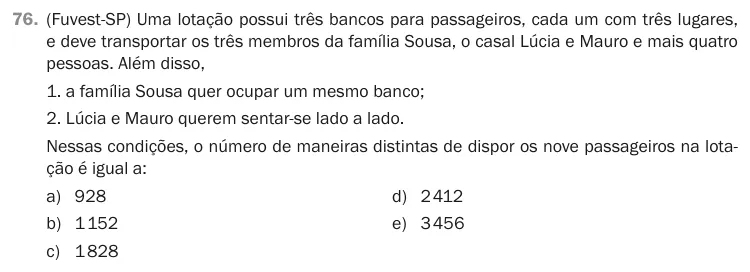 76. (Fuvest-SP) Uma lotação possui três bancos para passageiros, cada um com três lugares,
e deve transportar os três membros da família Sousa, o casal Lúcia e Mauro e mais quatro
pessoas. Além disso,
1. a família Sousa quer ocupar um mesmo banco;
2. Lúcia e Mauro querem sentar-se lado a lado.
Nessas condições, o número de maneiras distintas de dispor os nove passageiros na lota-
ção é igual a:
a) 928
b) 1152
c) 1828
d) 2412
e) 3456